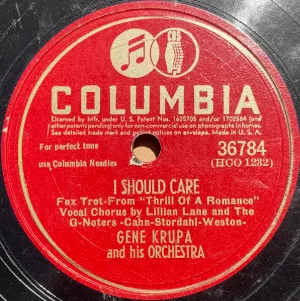 COLUMBIA
Licensed by Mfr. under U. S. Patent Nos. 1625705 and/or 1702564 (and
other patents pending) only for non-commercial use on phonographs in homes.
See detailed trade mark and patent notices on envelope. Made in U. S. A.
For perfect tone
use Columbia Needles
36784
(HCO 1232)
I SHOULD CARE
Fox Trot-From "Thrill Of A Romance"
Vocal Chorus by Lillian Lane and The
G-Noters -Cahn-Stordahl-Weston-
GENE KRUPA
and his ORCHESTRA